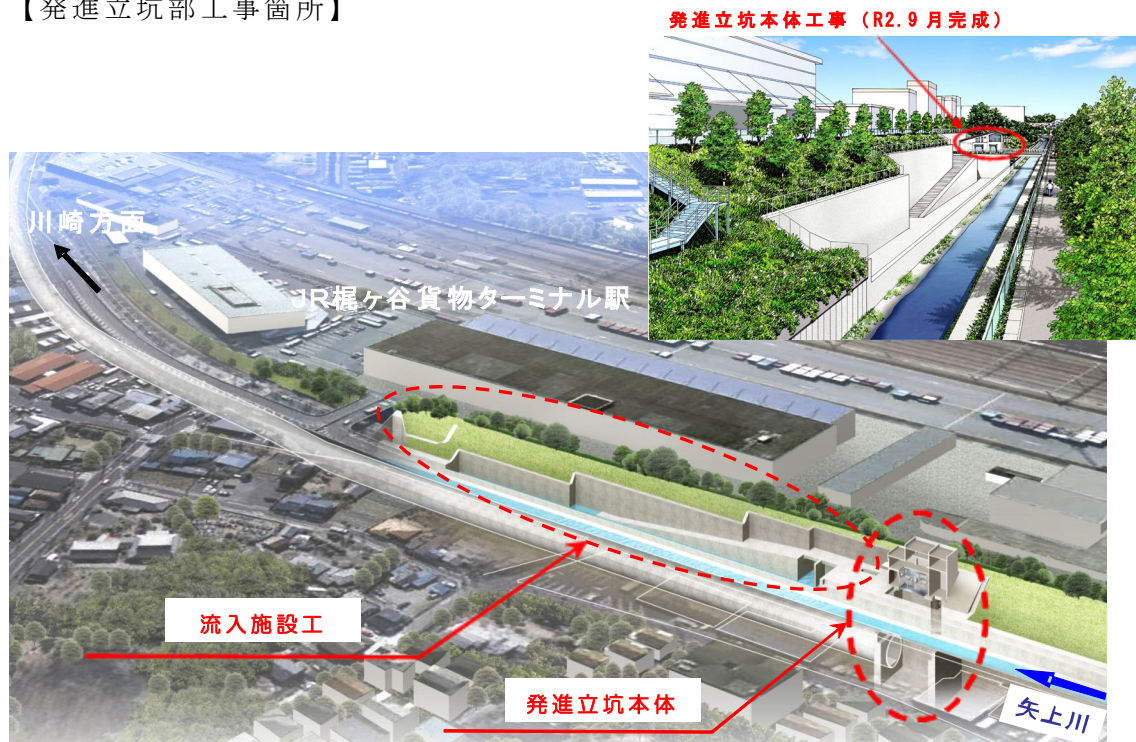 【発進立坑部工事箇所】
発進立坑本体工事（R2.9月完成）
川崎方面
JR梶ヶ谷貨物ターミナル駅
流入施設工
発進立坑本体
矢上川